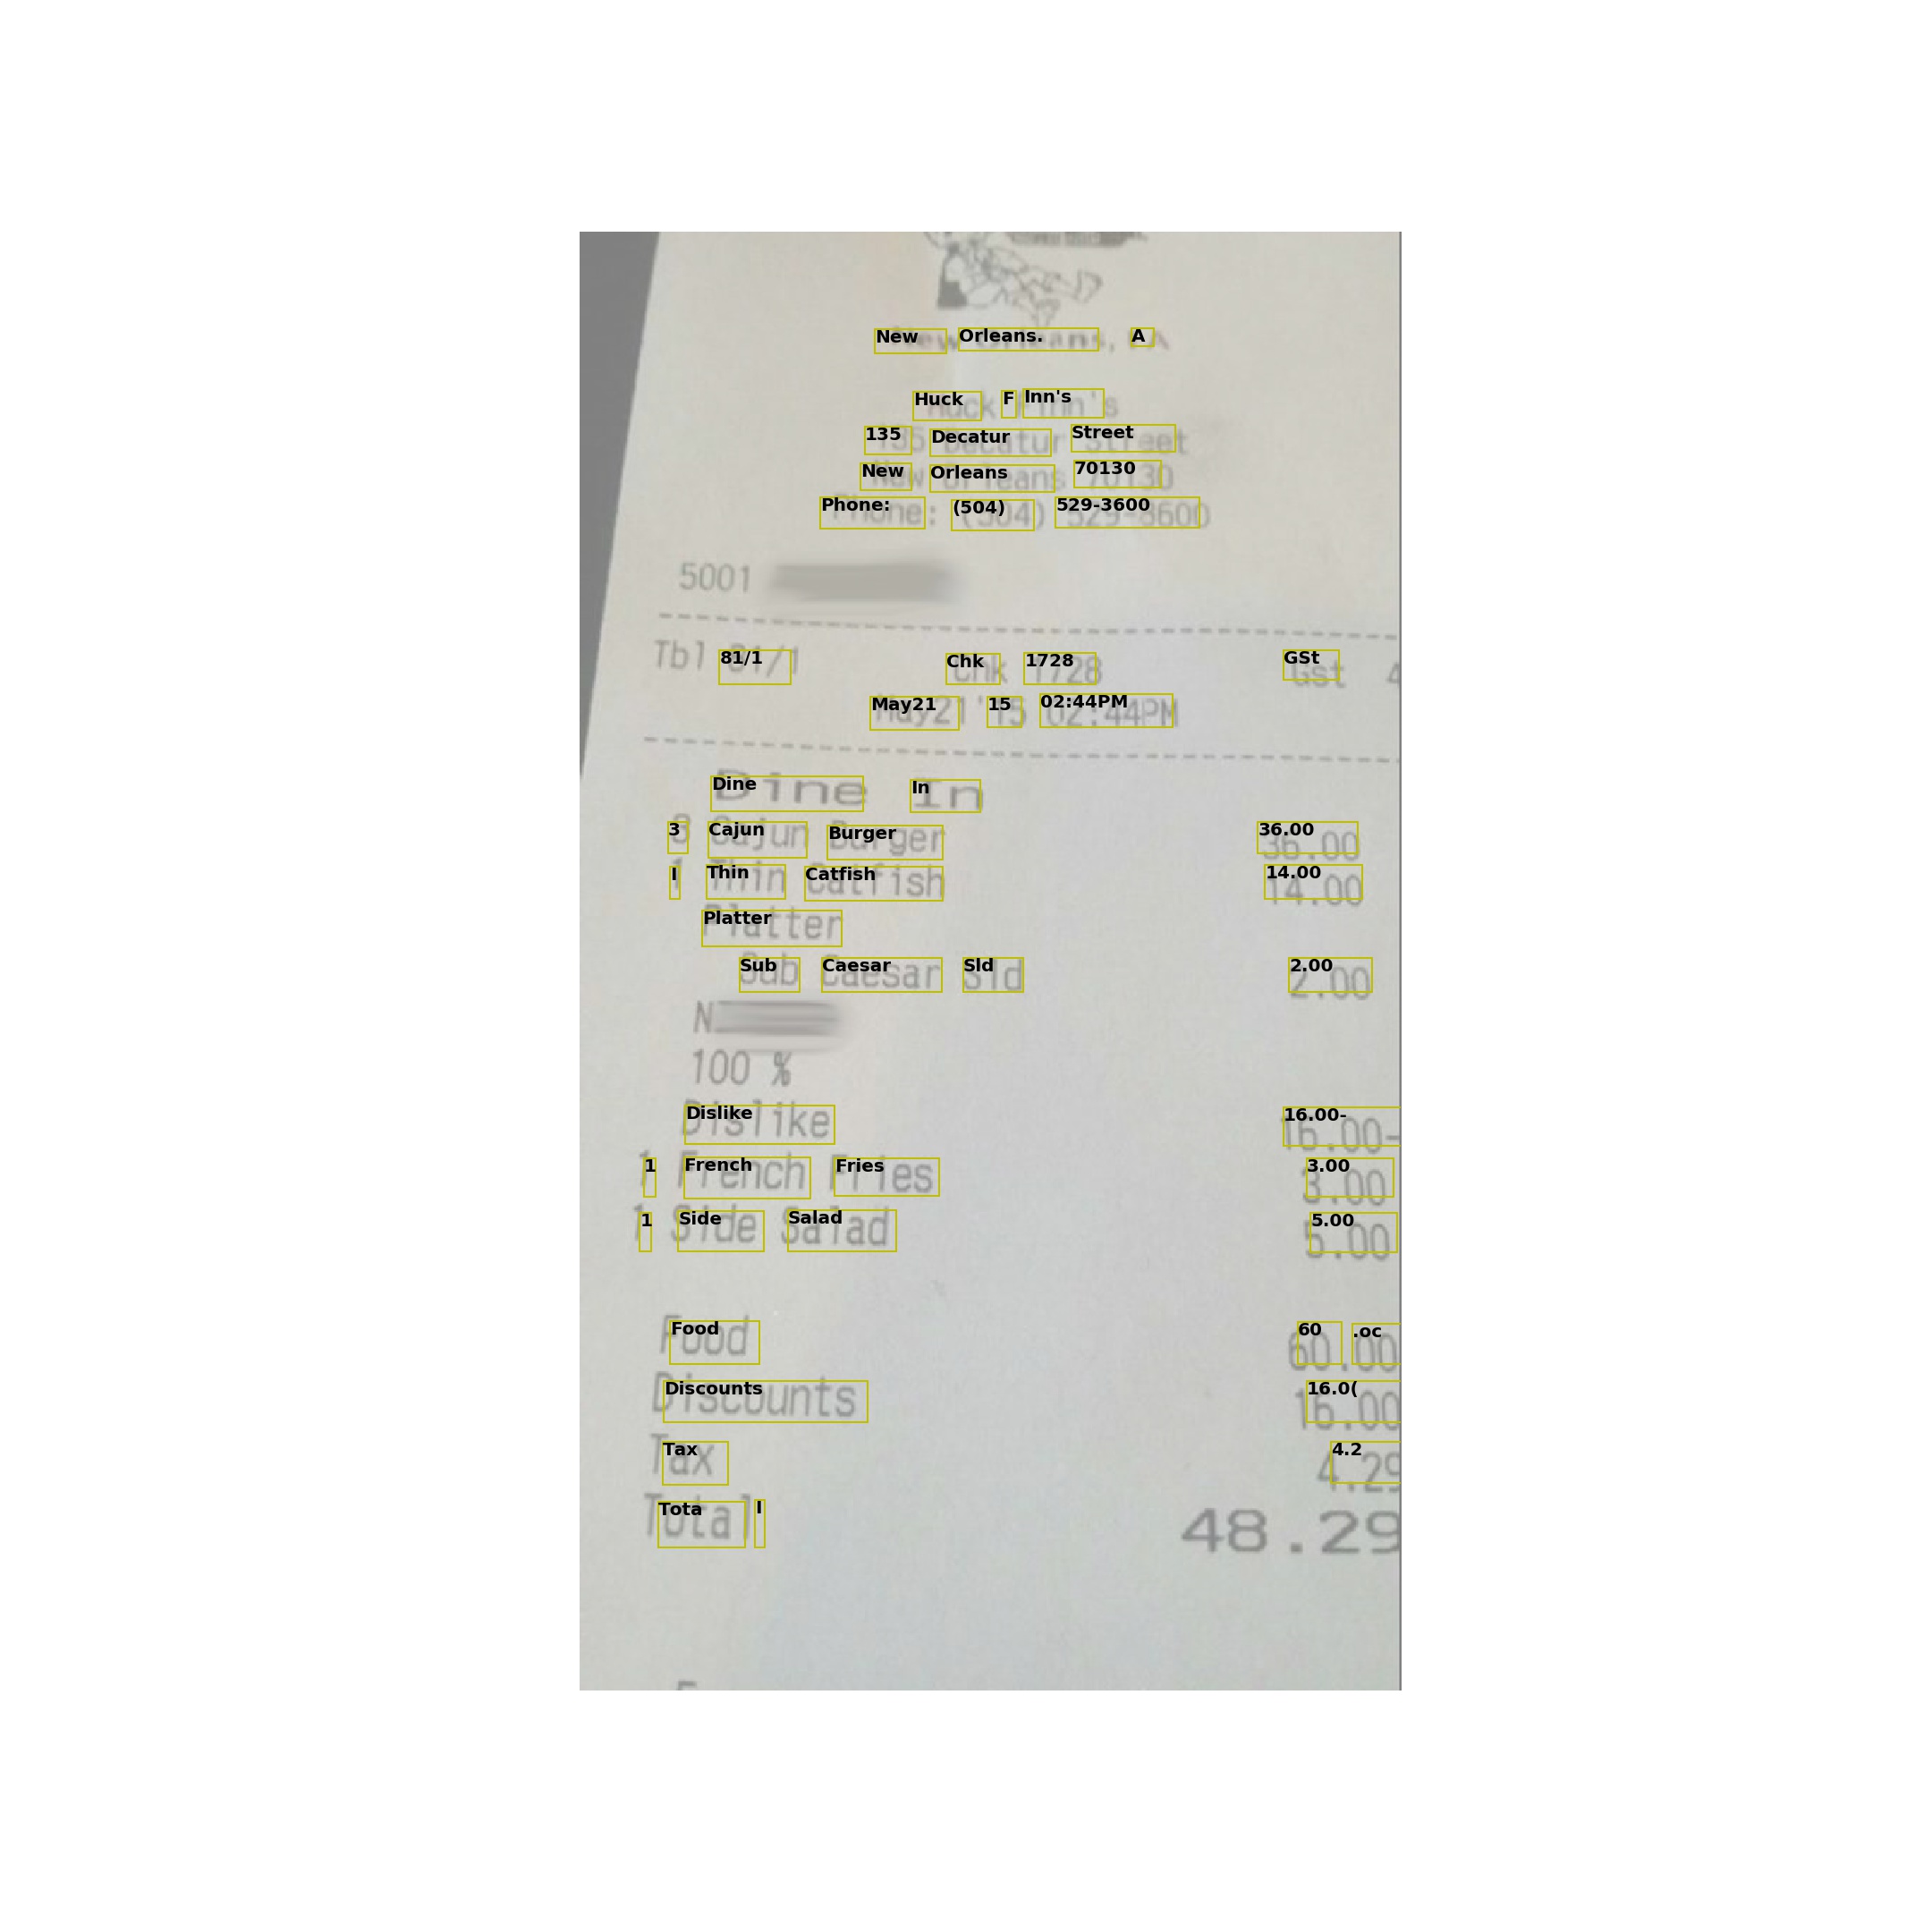 New Orleans, LA
Huck Finn's
135 Decatur Street
New Orleans 70130
Phone: (504) 529-3600
5001
Tbl 81/1 Chk 1728 Gst 4
May21'15 02:44PM
Dine In
3 Cajun Burger 36.00
1 Thin Catfish 14.00
Platter
Sub Caesar Sld 2.00
N
100 %
Dislike 16.00-
1 French Fries 3.00
1 Side Salad 5.00
Food 60.00
Discounts 16.00
Tax 4.29
Total 48.29